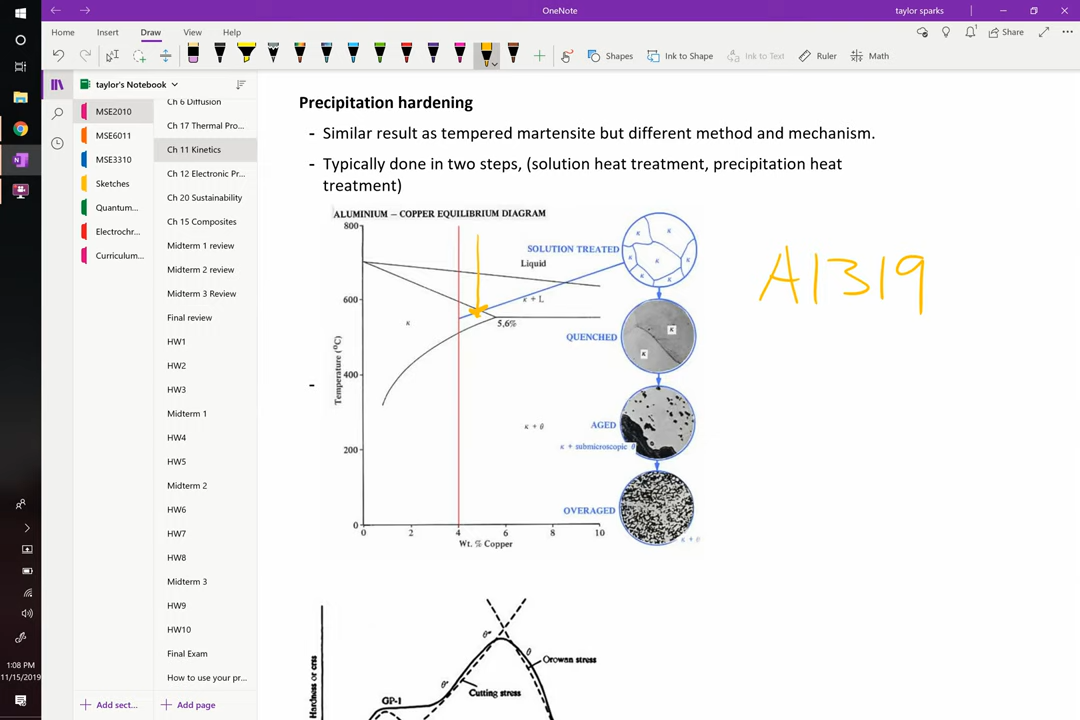 OneNote
taylor sparks
Home Insert Draw View Help
Share
Shapes Ink to Shape Ink to Text Ruler Math
taylor's Notebook
MSE2010
MSE6011
MSE3310
Sketches
Quantum...
Electrochr...
Curriculum...
Ch 6 Diffusion
Ch 17 Thermal Pro...
Ch 11 Kinetics
Ch 12 Electronic Pr...
Ch 20 Sustainability
Ch 15 Composites
Midterm 1 review
Midterm 2 review
Midterm 3 Review
Final review
HW1
HW2
HW3
Midterm 1
HW4
HW5
Midterm 2
HW6
HW7
HW8
Midterm 3
HW9
HW10
Final Exam
How to use your pr...
Add sect...
Add page
1:08 PM
11/15/2019
Precipitation hardening
- Similar result as tempered martensite but different method and mechanism.
- Typically done in two steps, (solution heat treatment, precipitation heat
treatment)
-
ALUMINIUM – COPPER EQUILIBRIUM DIAGRAM
800
600
400
200
0
Temperature (°C)
0 2 4 6 8 10
Wt. % Copper
Liquid
κ + L
κ
5,6%
κ + θ
SOLUTION TREATED
κ κ κ κ κ κ
QUENCHED
κ
κ
AGED
κ + submicroscopic θ
OVERAGED
κ + θ
Al319
Hardness or crss
GP-1
θ"
θ'
θ
Cutting stress
Orowan stress